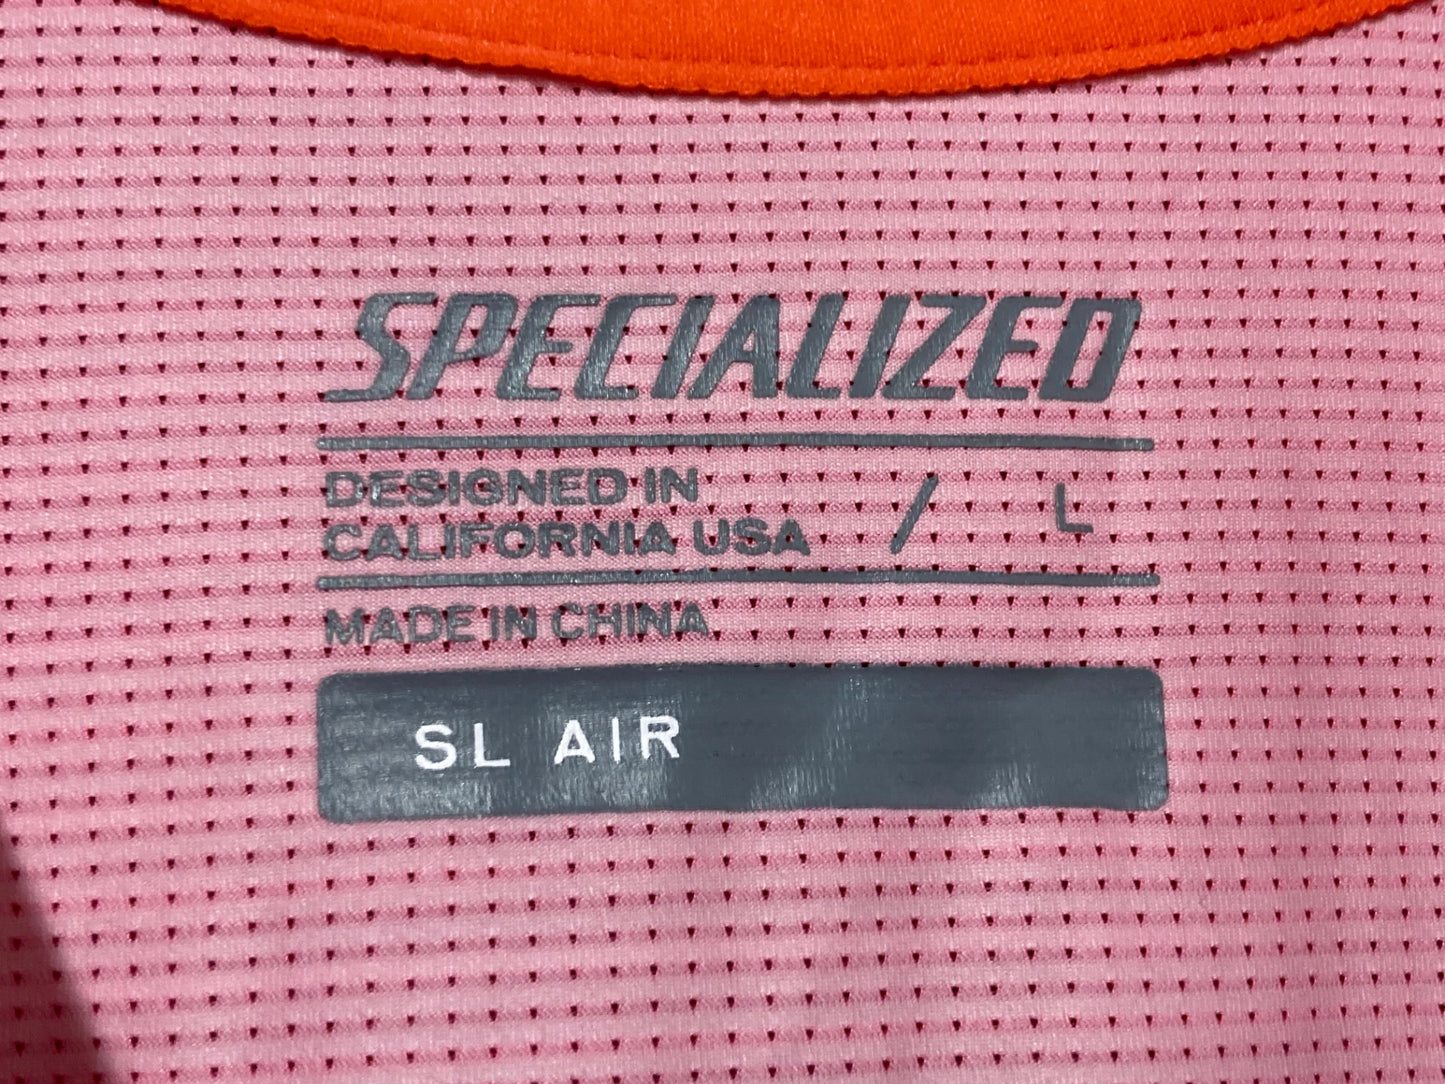 SPECIALIZED
DESIGNED IN
CALIFORNIA USA / L
MADE IN CHINA
SL AIR